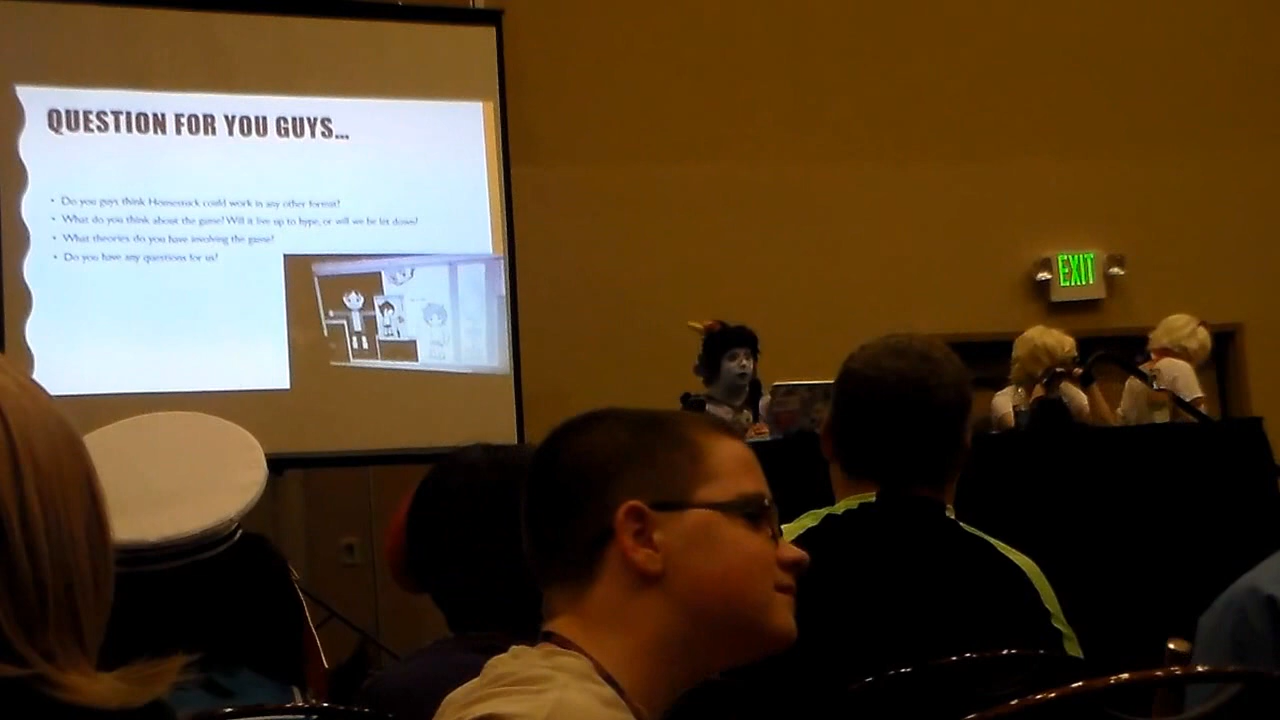 QUESTION FOR YOU GUYS...
• Do you guys think Homestuck could work in any other format?
• What do you think about the game? Will it live up to hype, or will we be let down?
• What theories do you have involving the game?
• Do you have any questions for us?
EXIT